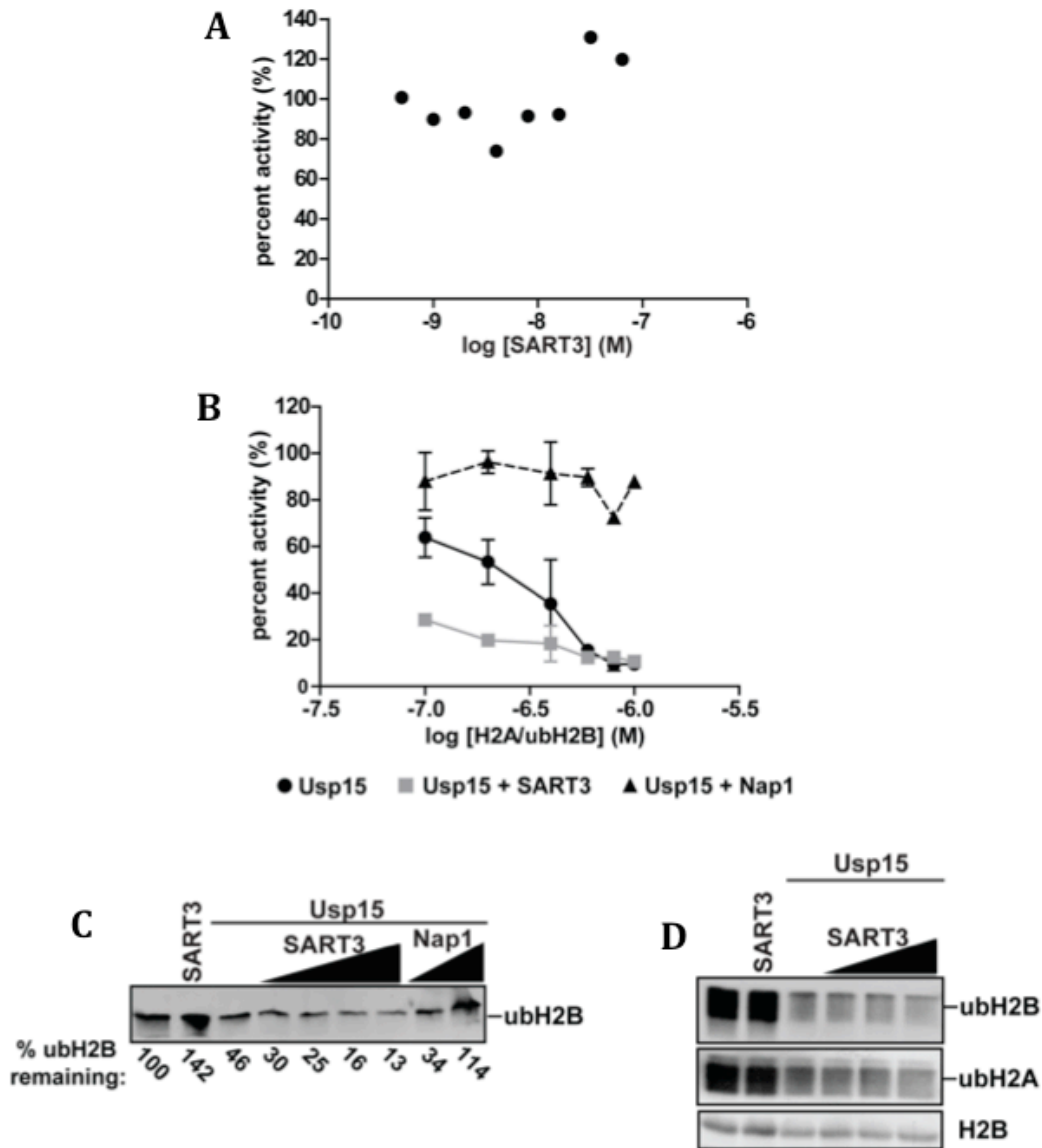 A
percent activity (%)
140
120
100
80
60
40
20
0
-10
-9
-8
-7
-6
log [SART3] (M)
B
percent activity (%)
120
100
80
60
40
20
0
-7.5
-7.0
-6.5
-6.0
-5.5
log [H2A/ubH2B] (M)
Usp15
Usp15 + SART3
Usp15 + Nap1
C
SART3
Usp15
SART3
Nap1
ubH2B
% ubH2B
remaining:
100
142
46
30
25
16
13
34
114
D
SART3
Usp15
SART3
ubH2B
ubH2A
H2B